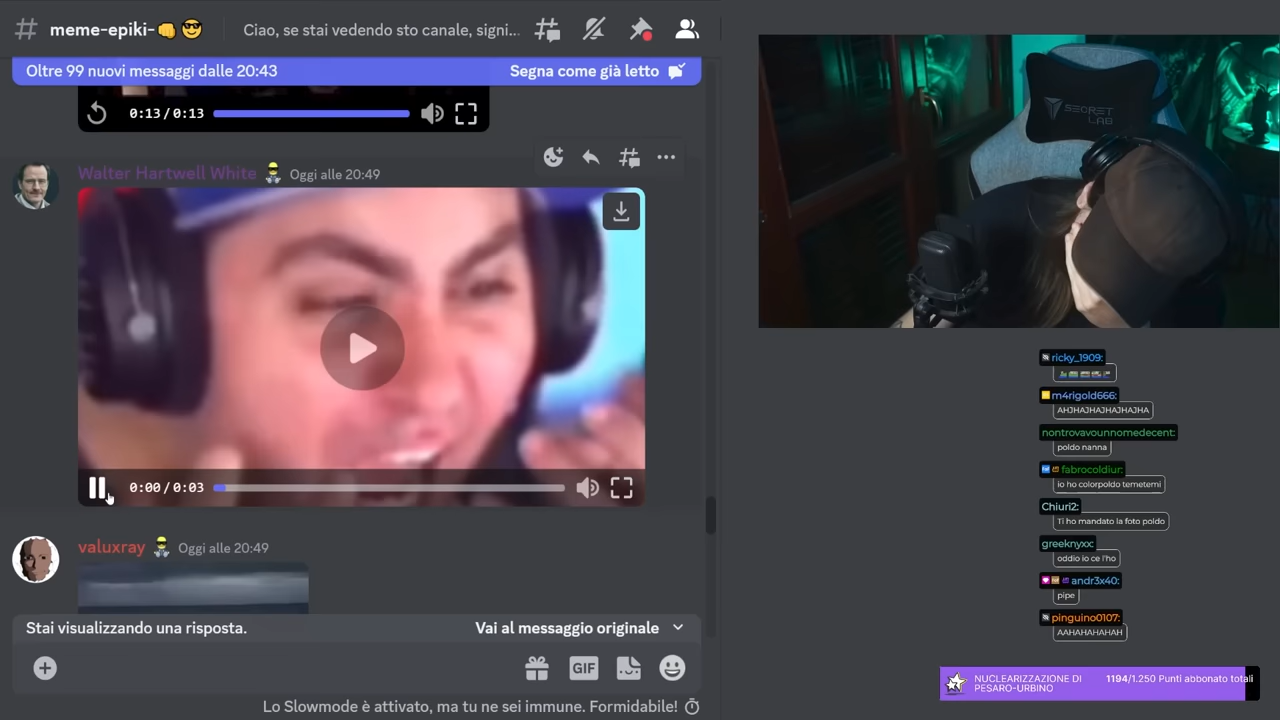 meme-epiki-👊😎
Ciao, se stai vedendo sto canale, signi...
Oltre 99 nuovi messaggi dalle 20:43
Segna come già letto
0:13/0:13
Walter Hartwell White
Oggi alle 20:49
0:00/0:03
valuxray
Oggi alle 20:49
Stai visualizzando una risposta.
Vai al messaggio originale
GIF
Lo Slowmode è attivato, ma tu ne sei immune. Formidabile!
SECRET
LAB
ricky_1909:
m4rigold666:
AHJHAJHAJHAJHAJHA
nontrovavounnomedecent:
poldo nanna
fabrocoldiur:
io ho colorpoldo temetemi
Chiuri2:
Ti ho mandato la foto poldo
greeknyxx:
oddio io ce l'ho
andr3x40:
pipe
pinguino0107:
AAHAHAHAHAH
NUCLEARIZZAZIONE DI
PESARO-URBINO
1194/1.250 Punti abbonato totali